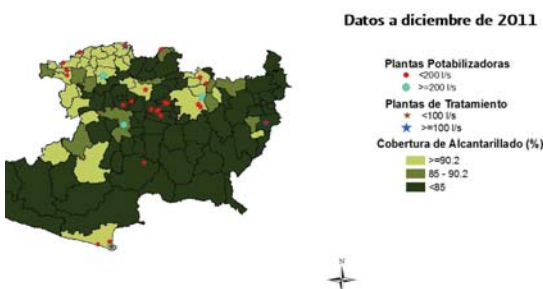 Datos a diciembre de 2011
Plantas Potabilizadoras
<200 l/s
>=200 l/s
Plantas de Tratamiento
<100 l/s
>=100 l/s
Cobertura de Alcantarillado (%)
>=90.2
85 - 90.2
<85
N